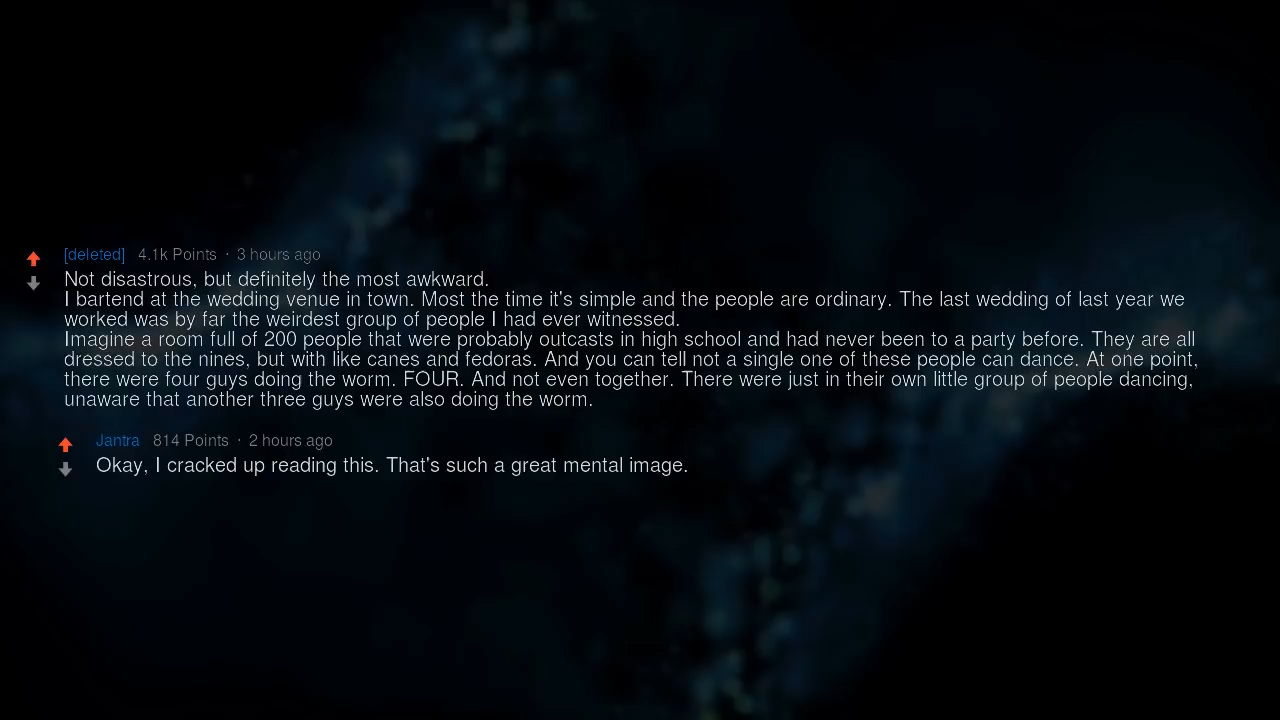 [deleted] 4.1k Points · 3 hours ago
Not disastrous, but definitely the most awkward.
I bartend at the wedding venue in town. Most the time it's simple and the people are ordinary. The last wedding of last year we
worked was by far the weirdest group of people I had ever witnessed.
Imagine a room full of 200 people that were probably outcasts in high school and had never been to a party before. They are all
dressed to the nines, but with like canes and fedoras. And you can tell not a single one of these people can dance. At one point,
there were four guys doing the worm. FOUR. And not even together. There were just in their own little group of people dancing,
unaware that another three guys were also doing the worm.
Jantra 814 Points · 2 hours ago
Okay, I cracked up reading this. That's such a great mental image.